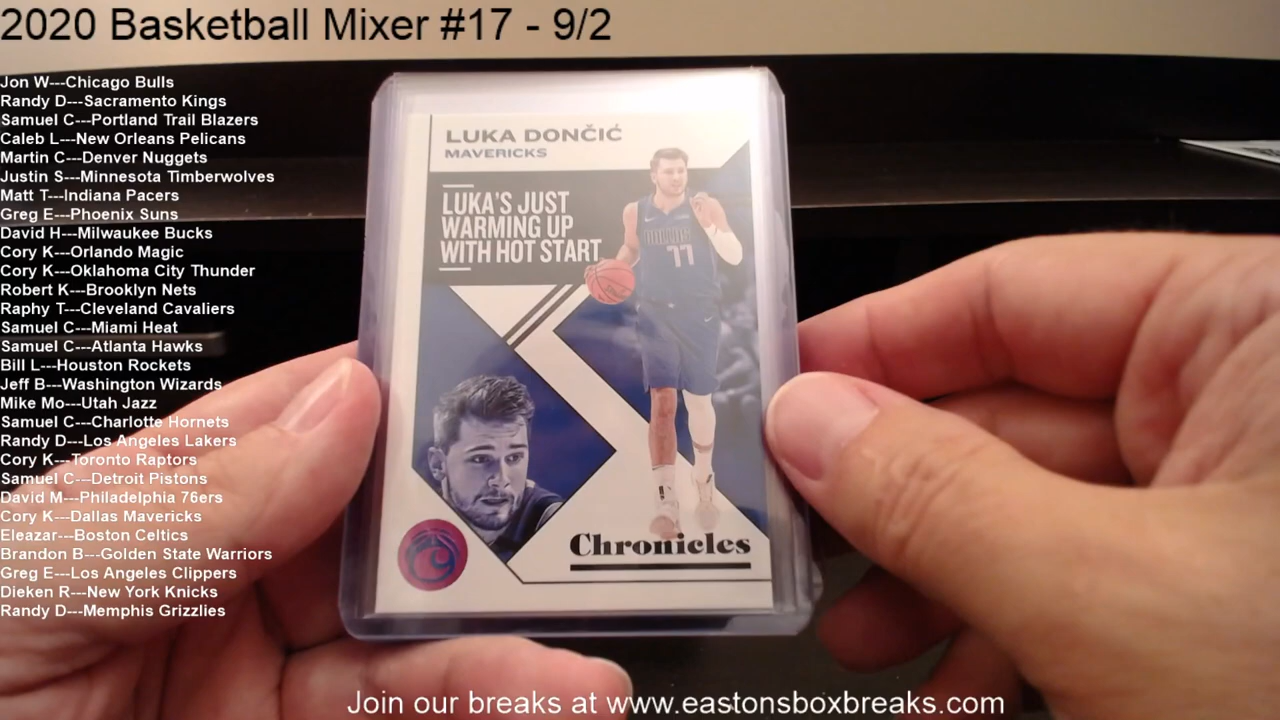 2020 Basketball Mixer #17 - 9/2
Jon W---Chicago Bulls
Randy D---Sacramento Kings
Samuel C---Portland Trail Blazers
Caleb L---New Orleans Pelicans
Martin C---Denver Nuggets
Justin S---Minnesota Timberwolves
Matt T---Indiana Pacers
Greg E---Phoenix Suns
David H---Milwaukee Bucks
Cory K---Orlando Magic
Cory K---Oklahoma City Thunder
Robert K---Brooklyn Nets
Raphy T---Cleveland Cavaliers
Samuel C---Miami Heat
Samuel C---Atlanta Hawks
Bill L---Houston Rockets
Jeff B---Washington Wizards
Mike Mo---Utah Jazz
Samuel C---Charlotte Hornets
Randy D---Los Angeles Lakers
Cory K---Toronto Raptors
Samuel C---Detroit Pistons
David M---Philadelphia 76ers
Cory K---Dallas Mavericks
Eleazar---Boston Celtics
Brandon B---Golden State Warriors
Greg E---Los Angeles Clippers
Dieken R---New York Knicks
Randy D---Memphis Grizzlies
LUKA DONČIĆ
MAVERICKS
LUKA'S JUST
WARMING UP
WITH HOT START
DALLAS
77
Chronicles
Join our breaks at www.eastonsboxbreaks.com